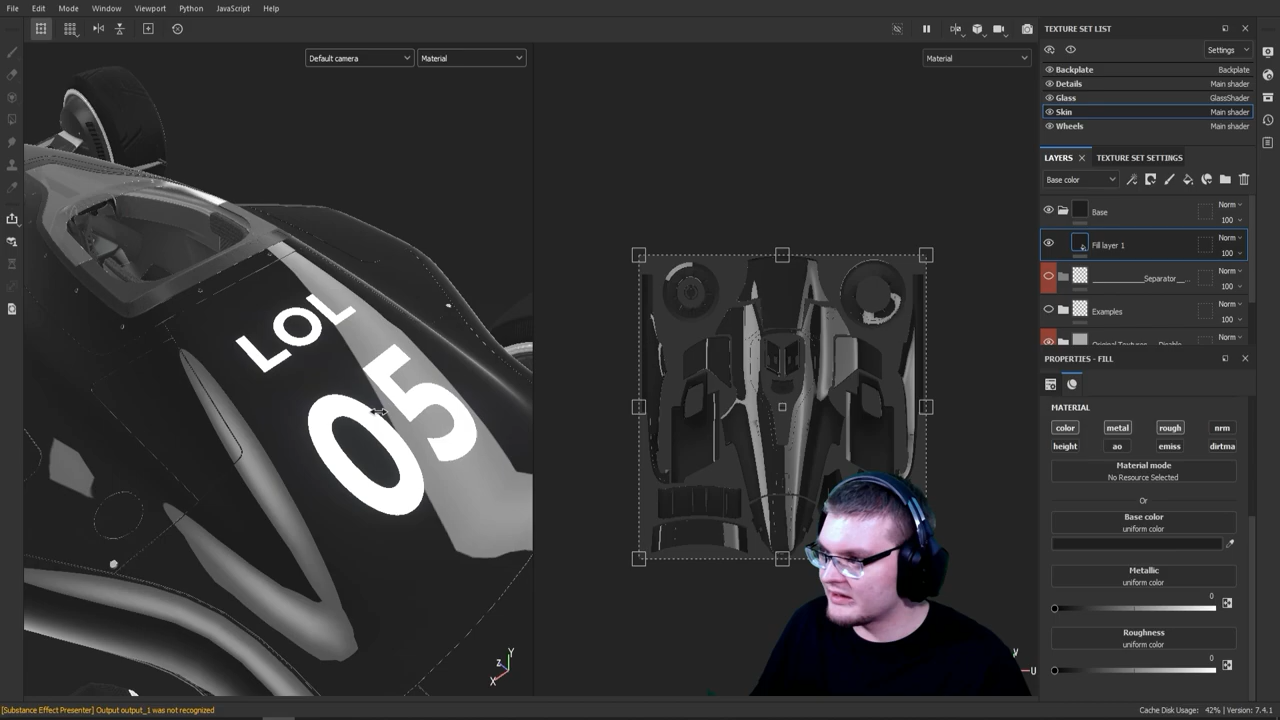 File Edit Mode Window Viewport Python JavaScript Help
Default camera
Material
Material
TEXTURE SET LIST
Settings
Backplate Backplate
Details Main shader
Glass GlassShader
Skin Main shader
Wheels Main shader
LAYERS TEXTURE SET SETTINGS
Base color
Base Norm 100
Fill layer 1 Norm 100
Separator__... Norm 100
Examples Norm 100
Norm
PROPERTIES - FILL
MATERIAL
color metal rough nrm
height ao emiss dirtma
Material mode
No Resource Selected
Or
Base color
uniform color
Metallic
uniform color
0
Roughness
uniform color
0
LOL
05
Y
Z
X
U
[Substance Effect Presenter] Output output_1 was not recognized
Cache Disk Usage: 42% | Version: 7.4.1